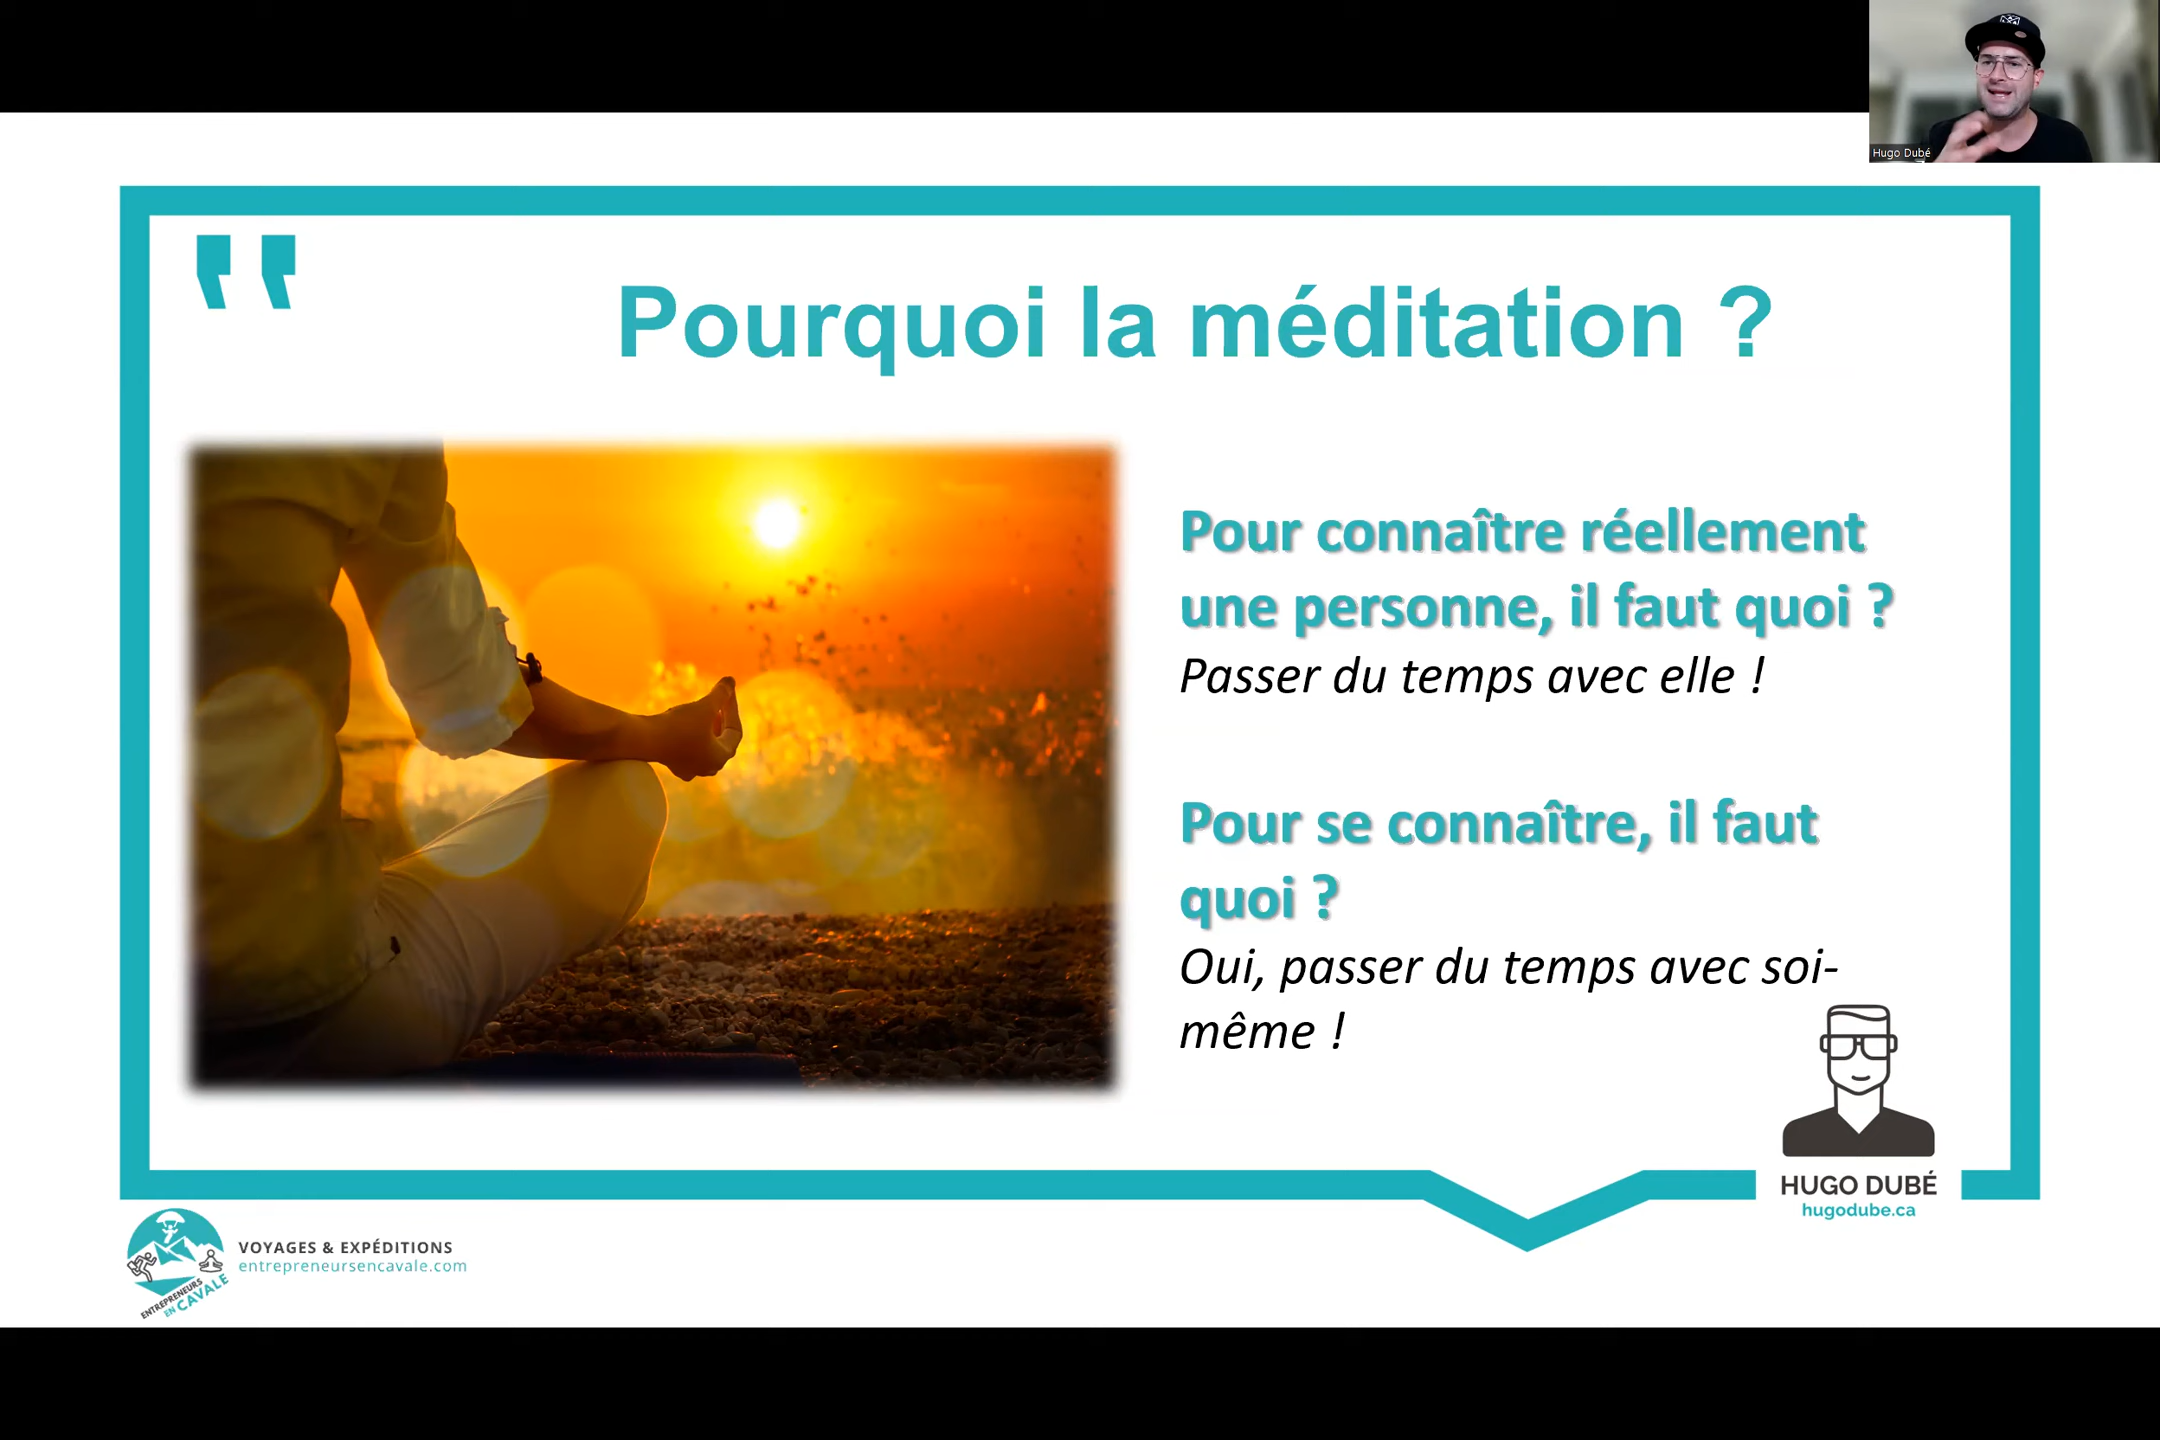 Hugo Dubé
Pourquoi la méditation ?
Pour connaître réellement
une personne, il faut quoi ?
Passer du temps avec elle !
Pour se connaître, il faut
quoi ?
Oui, passer du temps avec soi-
même !
HUGO DUBÉ
hugodube.ca
VOYAGES & EXPÉDITIONS
entrepreneursencavale.com
ENTREPRENEURS
EN CAVALE